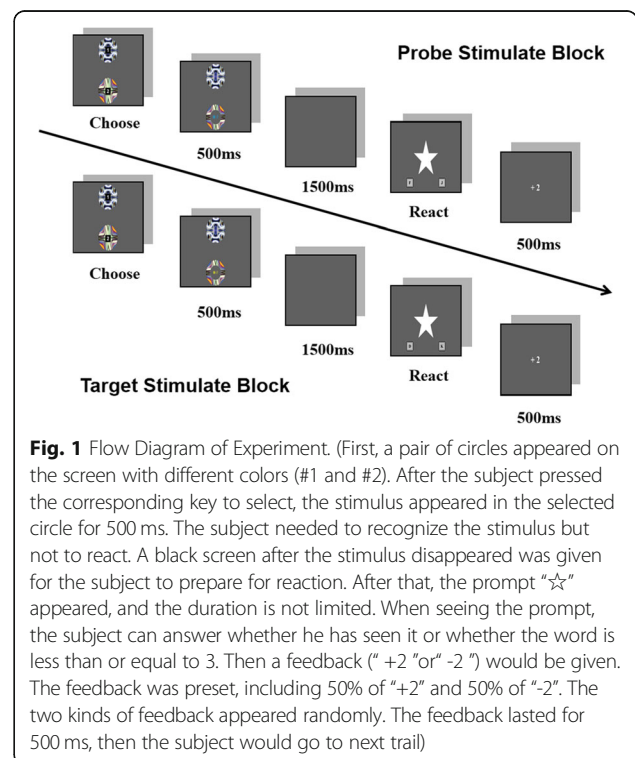 Probe Stimulate Block
Choose
500ms
1500ms
React
+2
500ms
Choose
500ms
1500ms
React
+2
500ms
Target Stimulate Block
Fig. 1 Flow Diagram of Experiment. (First, a pair of circles appeared on
the screen with different colors (#1 and #2). After the subject pressed
the corresponding key to select, the stimulus appeared in the selected
circle for 500 ms. The subject needed to recognize the stimulus but
not to react. A black screen after the stimulus disappeared was given
for the subject to prepare for reaction. After that, the prompt “☆”
appeared, and the duration is not limited. When seeing the prompt,
the subject can answer whether he has seen it or whether the word is
less than or equal to 3. Then a feedback (“ +2 ”or“ -2 ”) would be given.
The feedback was preset, including 50% of “+2” and 50% of “-2”. The
two kinds of feedback appeared randomly. The feedback lasted for
500 ms, then the subject would go to next trail)